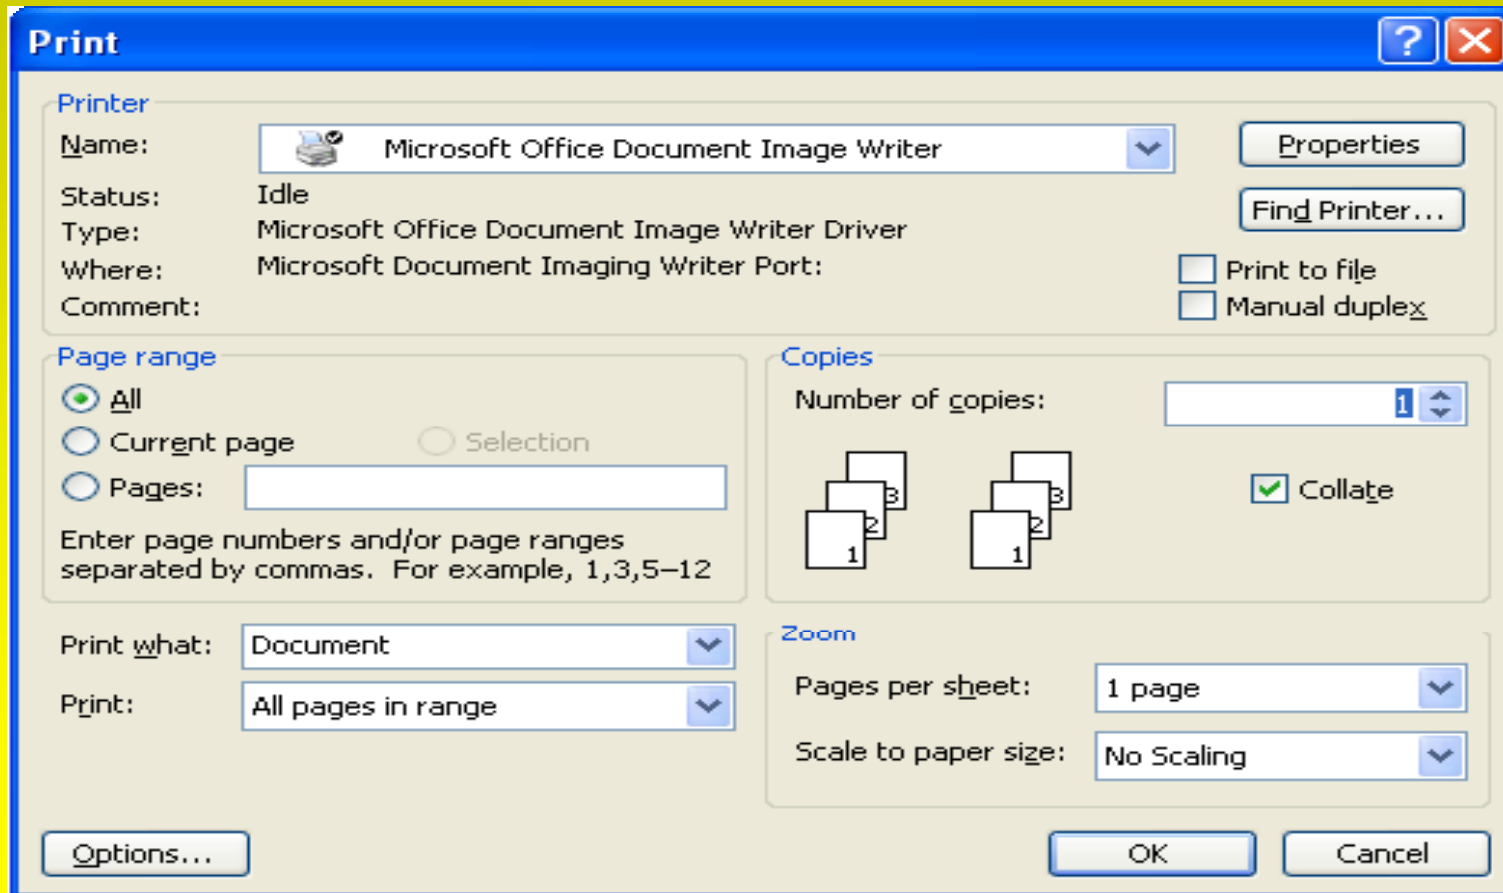 Print
Printer
Name: Microsoft Office Document Image Writer Properties
Status: Idle Find Printer...
Type: Microsoft Office Document Image Writer Driver
Where: Microsoft Document Imaging Writer Port: Print to file
Comment: Manual duplex
Page range
All
Current page Selection
Pages:
Enter page numbers and/or page ranges
separated by commas. For example, 1,3,5–12
Copies
Number of copies: 1
3 3
2 2
1 1
Collate
Print what: Document
Print: All pages in range
Zoom
Pages per sheet: 1 page
Scale to paper size: No Scaling
Options... OK Cancel